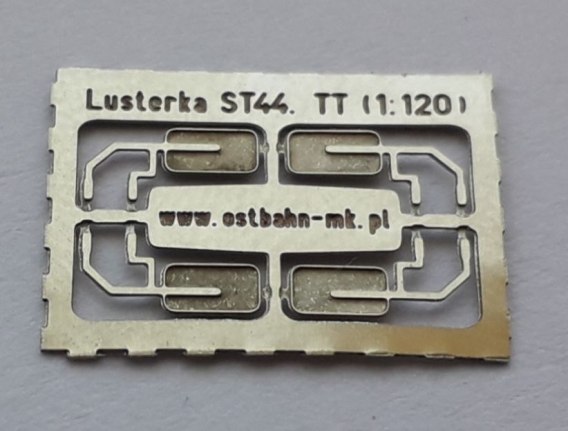 Lusterka ST44. TT (1:120)
www.ostbahn-mk.pl